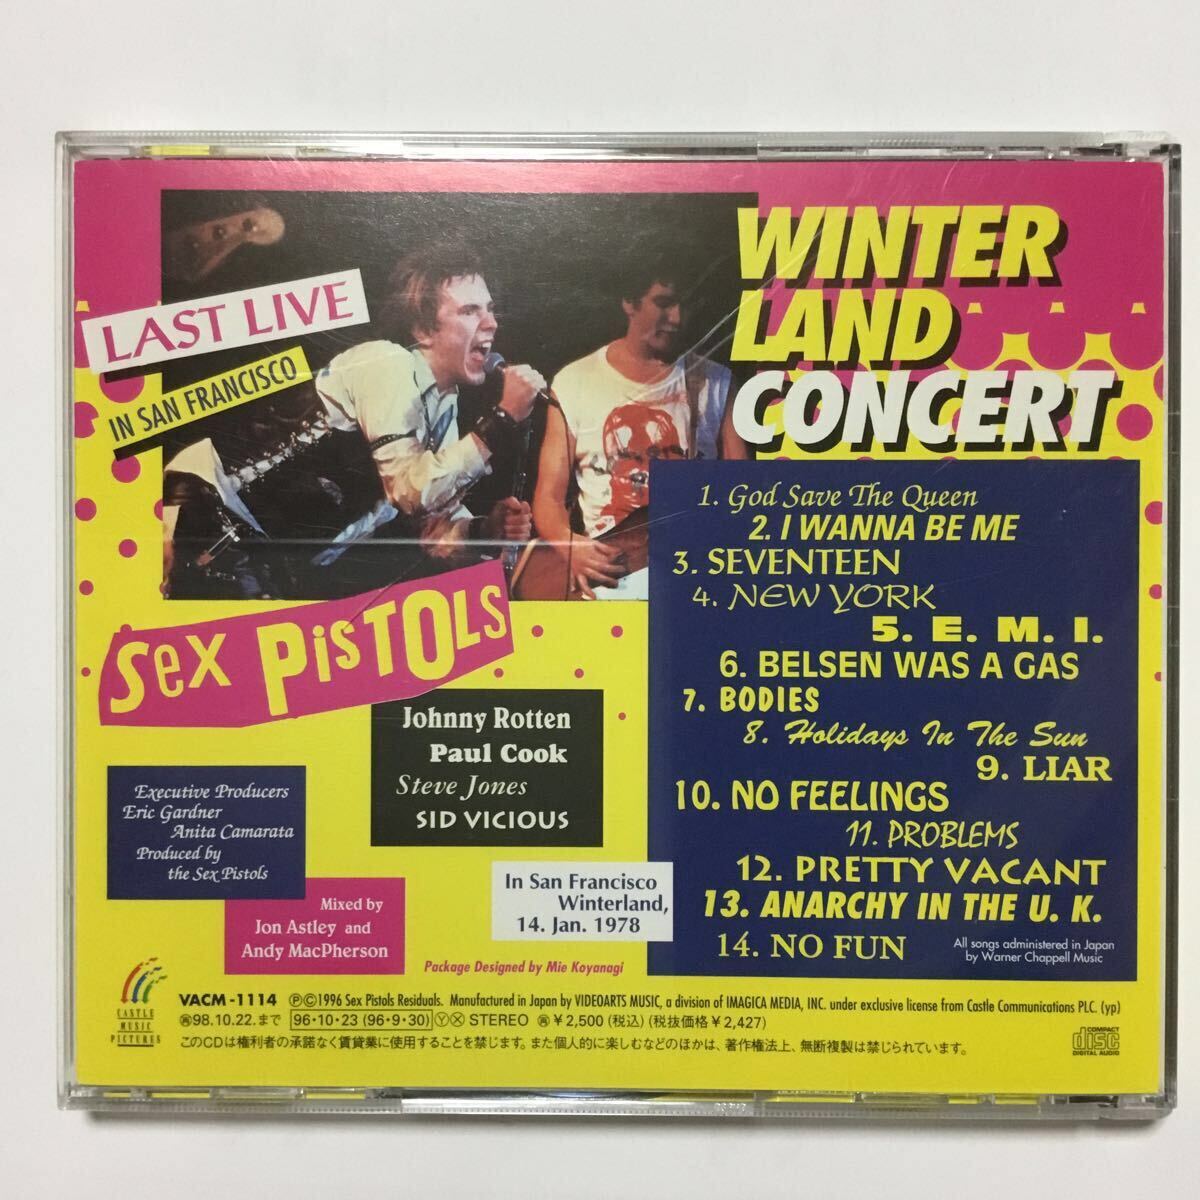 LAST LIVE
IN SAN FRANCISCO
WINTER
LAND
CONCERT
1. God Save The Queen
2. I WANNA BE ME
3. SEVENTEEN
4. NEW YORK
5. E. M. I.
6. BELSEN WAS A GAS
7. BODIES
8. Holidays In The Sun
9. LIAR
10. NO FEELINGS
11. PROBLEMS
12. PRETTY VACANT
13. ANARCHY IN THE U. K.
14. NO FUN
All songs administered in Japan
by Warner Chappell Music
Sex PisTOLs
Johnny Rotten
Paul Cook
Steve Jones
SID VICIOUS
Executive Producers
Eric Gardner
Anita Camarata
Produced by
the Sex Pistols
Mixed by
Jon Astley and
Andy MacPherson
In San Francisco
Winterland,
14. Jan. 1978
Package Designed by Mie Koyanagi
CASTLE
MUSIC
PICTURES
VACM-1114 ⓅⒸ1996 Sex Pistols Residuals. Manufactured in Japan by VIDEOARTS MUSIC, a division of IMAGICA MEDIA, INC. under exclusive license from Castle Communications PLC. (yp)
㊢98.10.22.まで 96・10・23 (96・9・30) Ⓨ Ⓧ STEREO ㊢¥2,500 (税込) (税抜価格¥2,427)
このCDは権利者の承諾なく賃貸業に使用することを禁じます。また個人的に楽しむなどのほかは、著作権法上、無断複製は禁じられています。
COMPACT
disc
DIGITAL AUDIO